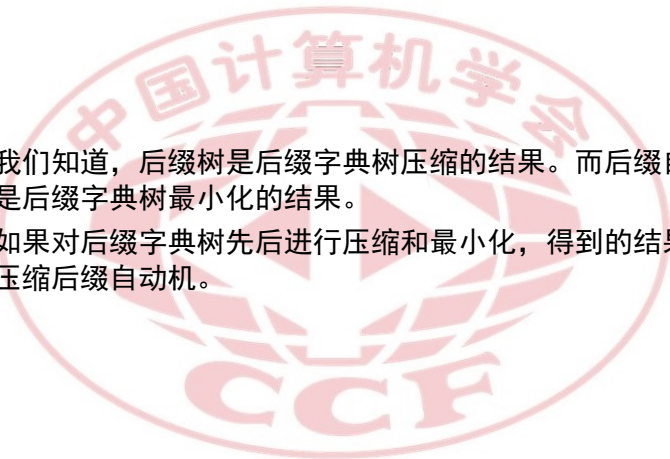 中国计算机学会
我们知道，后缀树是后缀字典树压缩的结果。而后缀
是后缀字典树最小化的结果。
如果对后缀字典树先后进行压缩和最小化，得到的结果
压缩后缀自动机。
CCF